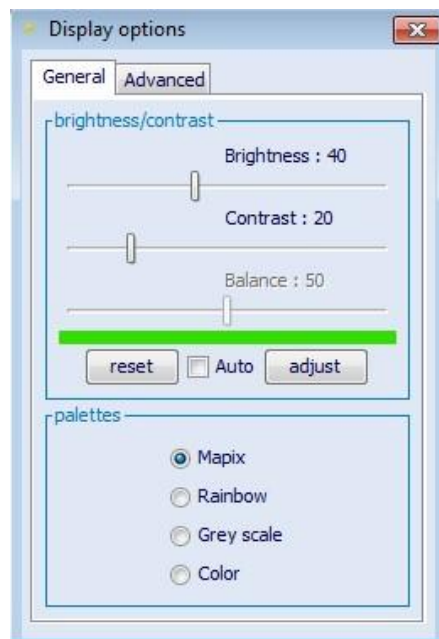 Display options
General Advanced
brightness/contrast
Brightness : 40
Contrast : 20
Balance : 50
reset Auto adjust
palettes
Mapix
Rainbow
Grey scale
Color